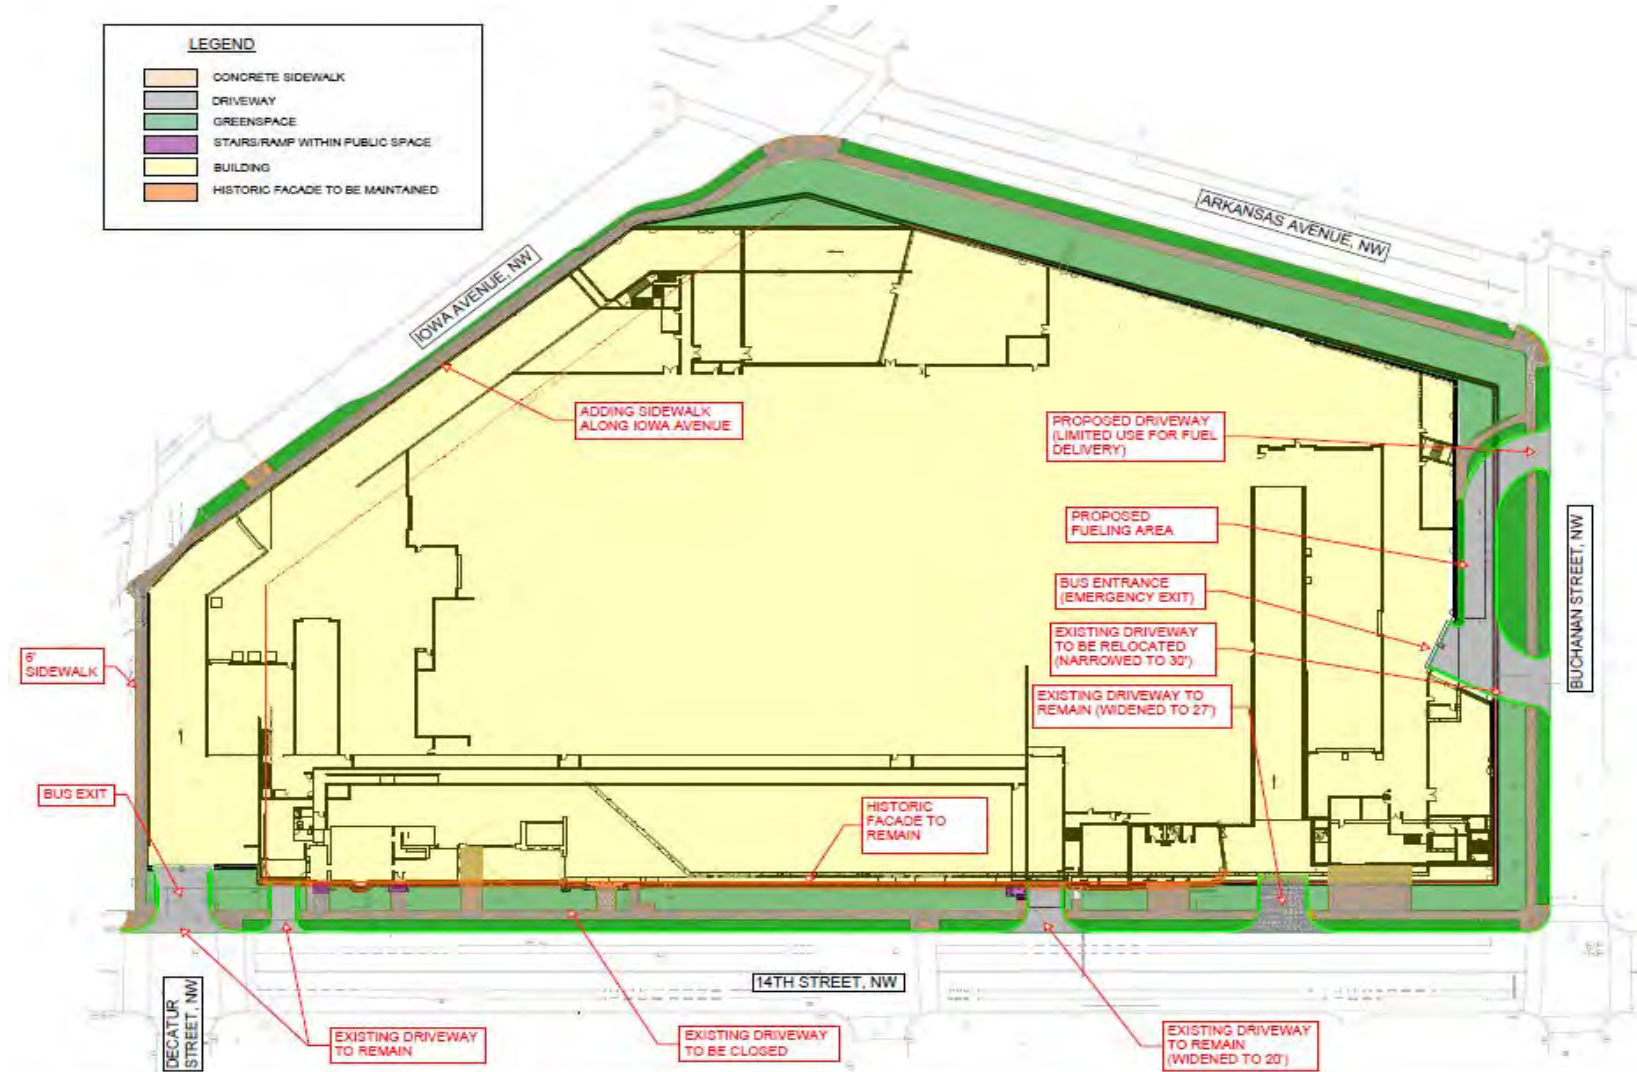 LEGEND
CONCRETE SIDEWALK
DRIVEWAY
GREENSPACE
STAIRS/RAMP WITHIN PUBLIC SPACE
BUILDING
HISTORIC FACADE TO BE MAINTAINED
ARKANSAS AVENUE, NW
IOWA AVENUE, NW
ADDING SIDEWALK
ALONG IOWA AVENUE
PROPOSED DRIVEWAY
(LIMITED USE FOR FUEL
DELIVERY)
PROPOSED
FUELING AREA
BUS ENTRANCE
(EMERGENCY EXIT)
EXISTING DRIVEWAY
TO BE RELOCATED
(NARROWED TO 30')
EXISTING DRIVEWAY TO
REMAIN (WIDENED TO 27')
BUCHANAN STREET, NW
6'
SIDEWALK
BUS EXIT
HISTORIC
FACADE TO
REMAIN
14TH STREET, NW
DECATUR
STREET, NW
EXISTING DRIVEWAY
TO REMAIN
EXISTING DRIVEWAY
TO BE CLOSED
EXISTING DRIVEWAY
TO REMAIN
(WIDENED TO 20')